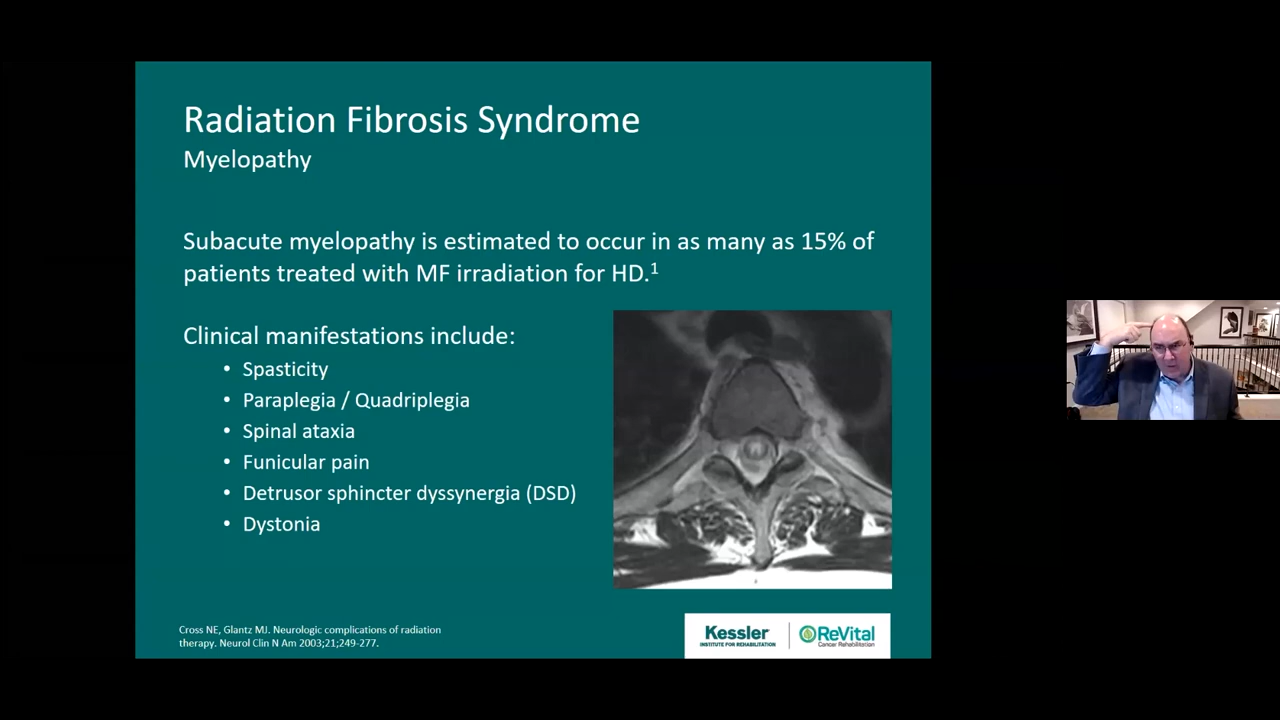 Radiation Fibrosis Syndrome
Myelopathy
Subacute myelopathy is estimated to occur in as many as 15% of
patients treated with MF irradiation for HD.1
Clinical manifestations include:
• Spasticity
• Paraplegia / Quadriplegia
• Spinal ataxia
• Funicular pain
• Detrusor sphincter dyssynergia (DSD)
• Dystonia
Cross NE, Glantz MJ. Neurologic complications of radiation
therapy. Neurol Clin N Am 2003;21;249-277.
Kessler
INSTITUTE FOR REHABILITATION
ReVital
Cancer Rehabilitation